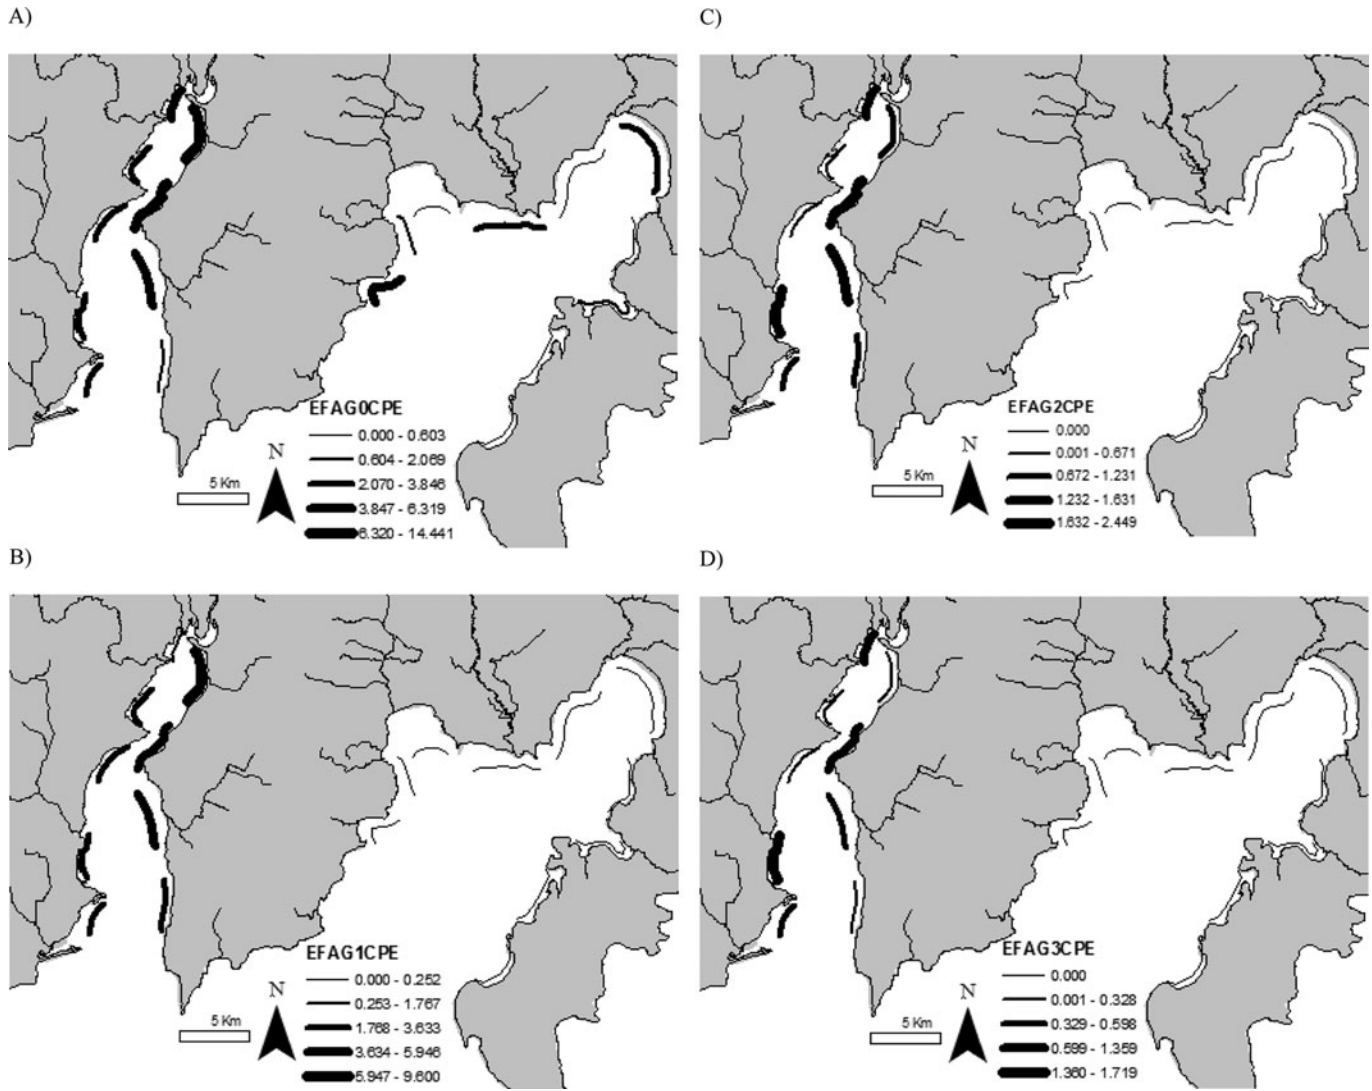 A)
EFAG0CPE
0.000 - 0.603
0.604 - 2.069
2.070 - 3.846
3.847 - 6.319
6.320 - 14.441
N
5 Km
C)
EFAG2CPE
0.000
0.001 - 0.671
0.672 - 1.231
1.232 - 1.631
1.632 - 2.449
N
5 Km
B)
EFAG1CPE
0.000 - 0.252
0.253 - 1.767
1.768 - 3.633
3.634 - 5.946
5.947 - 9.600
N
5 Km
D)
EFAG3CPE
0.000
0.001 - 0.328
0.329 - 0.598
0.599 - 1.359
1.360 - 1.719
N
5 Km